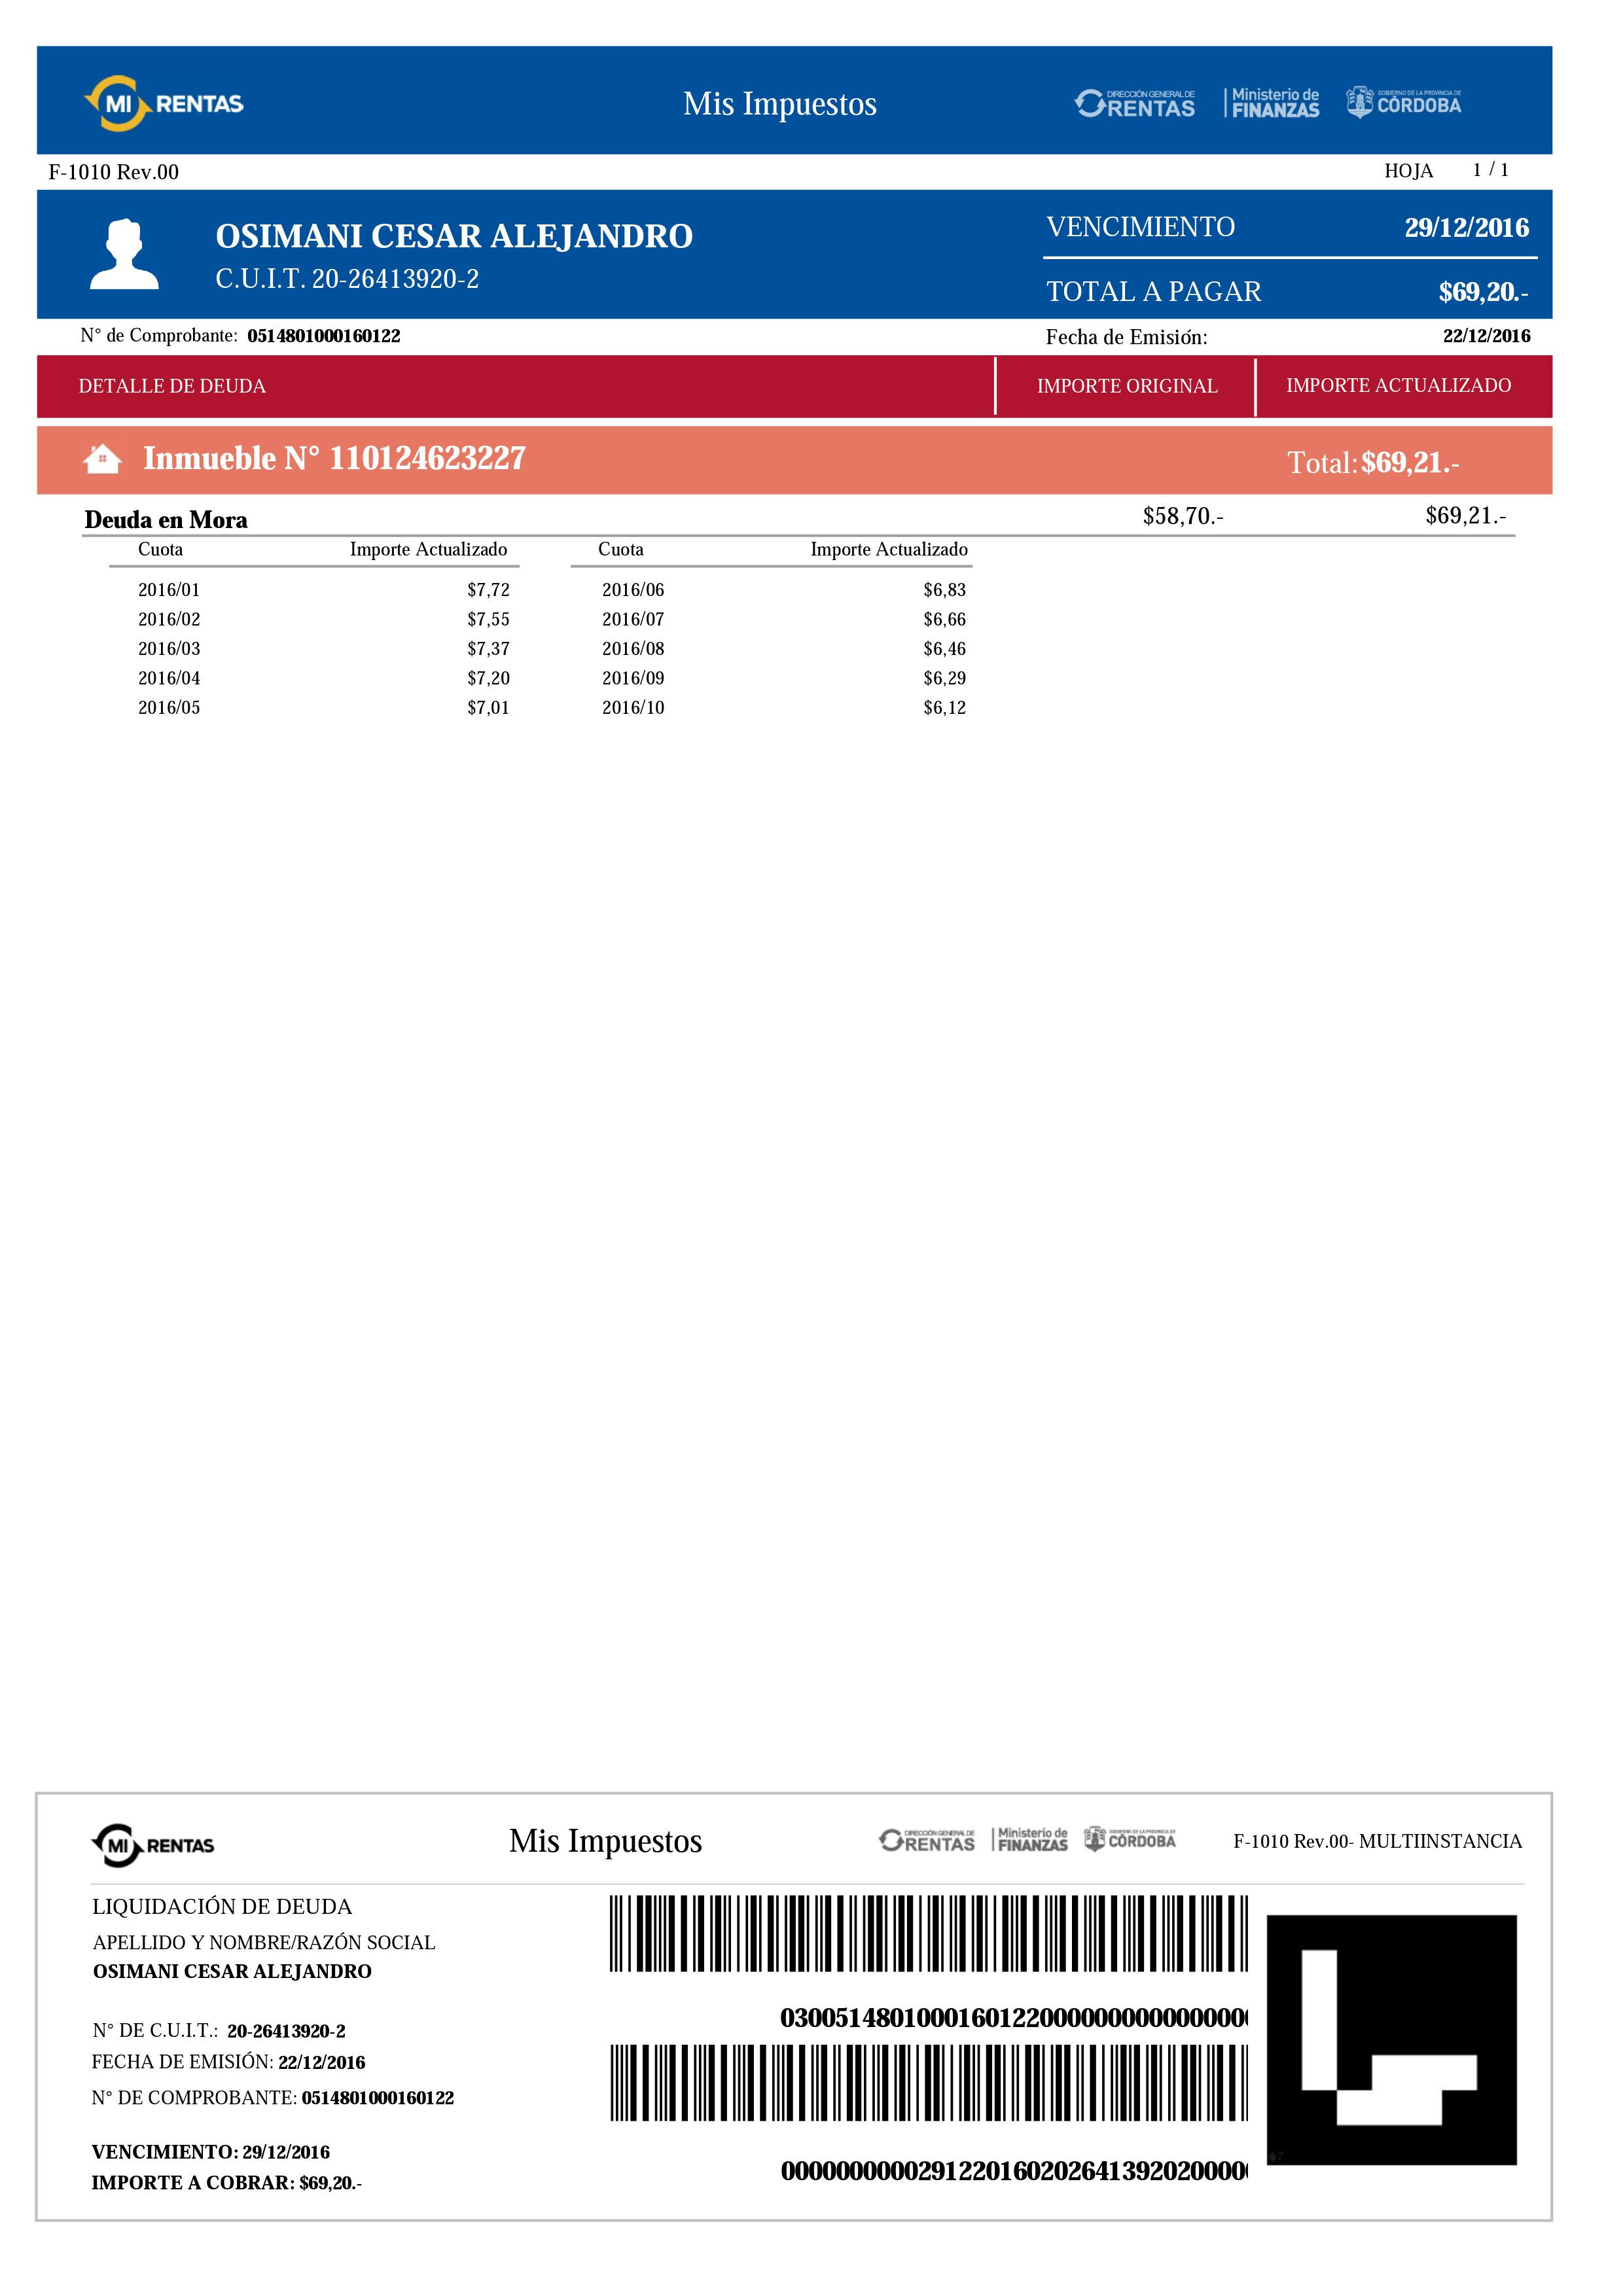 MI RENTAS
Mis Impuestos
DIRECCIÓN GENERAL DE RENTAS
Ministerio de FINANZAS
GOBIERNO DE LA PROVINCIA DE CÓRDOBA
F-1010 Rev.00
HOJA 1 / 1
OSIMANI CESAR ALEJANDRO
C.U.I.T. 20-26413920-2
VENCIMIENTO 29/12/2016
TOTAL A PAGAR $69,20.-
N° de Comprobante: 0514801000160122
Fecha de Emisión: 22/12/2016
DETALLE DE DEUDA IMPORTE ORIGINAL IMPORTE ACTUALIZADO
Inmueble N° 110124623227 Total: $69,21.-
Deuda en Mora $58,70.- $69,21.-
Cuota Importe Actualizado Cuota Importe Actualizado
2016/01 $7,72 2016/06 $6,83
2016/02 $7,55 2016/07 $6,66
2016/03 $7,37 2016/08 $6,46
2016/04 $7,20 2016/09 $6,29
2016/05 $7,01 2016/10 $6,12
MI RENTAS
Mis Impuestos
DIRECCIÓN GENERAL DE RENTAS
Ministerio de FINANZAS
GOBIERNO DE LA PROVINCIA DE CÓRDOBA
F-1010 Rev.00- MULTIINSTANCIA
LIQUIDACIÓN DE DEUDA
APELLIDO Y NOMBRE/RAZÓN SOCIAL
OSIMANI CESAR ALEJANDRO
N° DE C.U.I.T.: 20-26413920-2
FECHA DE EMISIÓN: 22/12/2016
N° DE COMPROBANTE: 0514801000160122
VENCIMIENTO: 29/12/2016
IMPORTE A COBRAR: $69,20.-